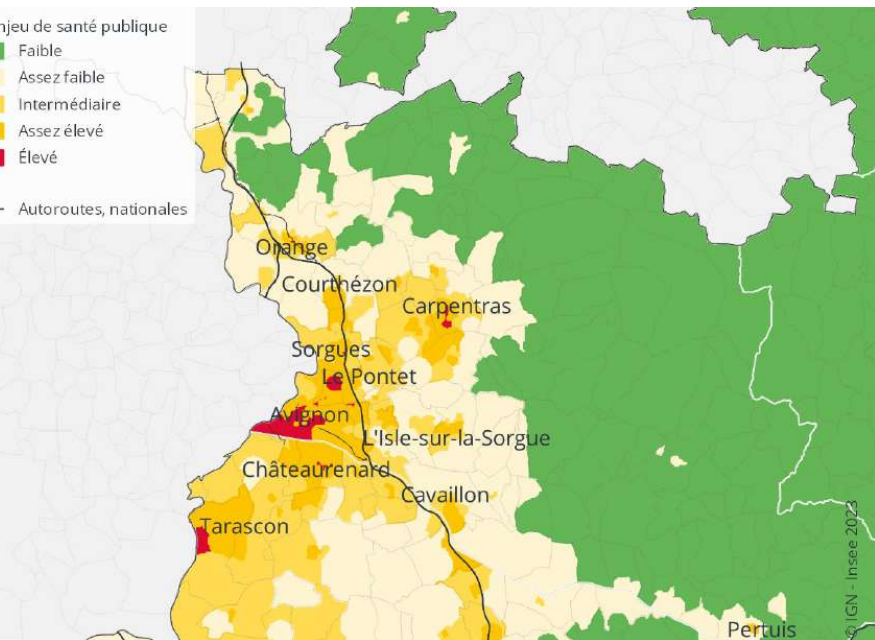 njeu de santé publique
Faible
Assez faible
Intermédiaire
Assez élevé
Élevé
Autoroutes, nationales
Orange
Courthézon
Carpentras
Sorgues
Le Pontet
Avignon
L'Isle-sur-la-Sorgue
Châteaurenard
Cavaillon
Tarascon
Pertuis
© IGN - Insee 2023